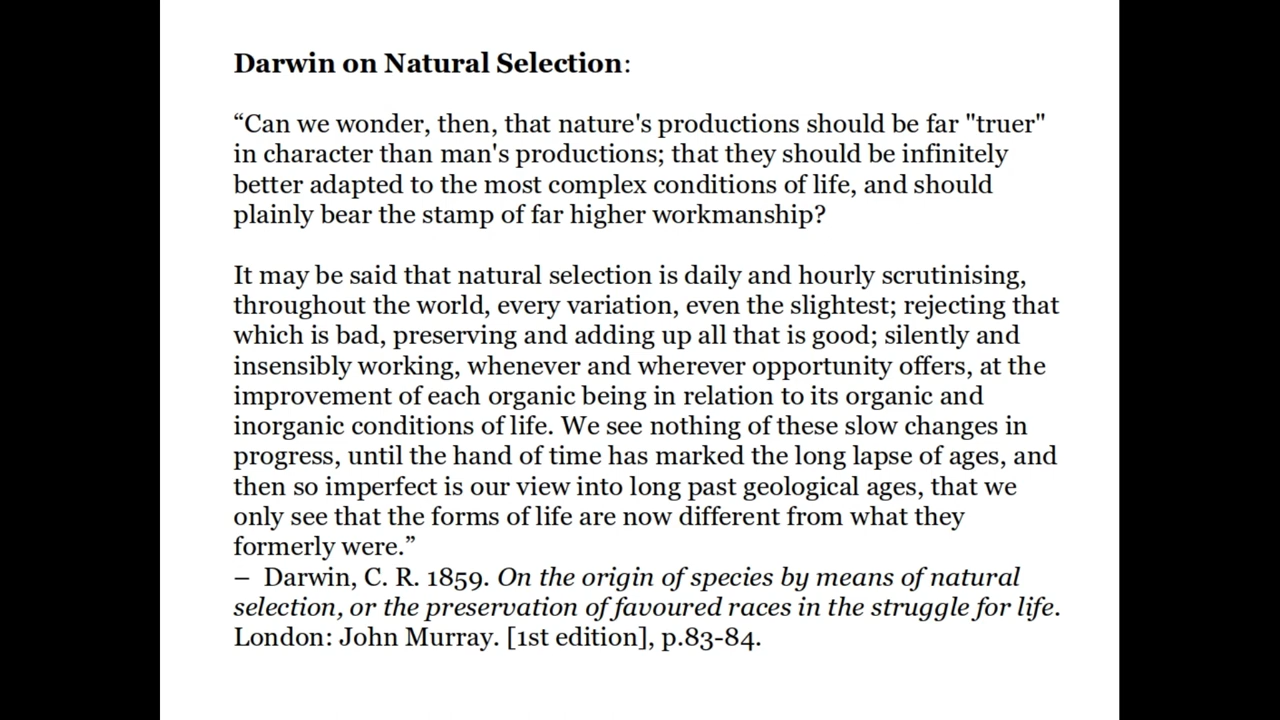 Darwin on Natural Selection:
“Can we wonder, then, that nature's productions should be far "truer"
in character than man's productions; that they should be infinitely
better adapted to the most complex conditions of life, and should
plainly bear the stamp of far higher workmanship?
It may be said that natural selection is daily and hourly scrutinising,
throughout the world, every variation, even the slightest; rejecting that
which is bad, preserving and adding up all that is good; silently and
insensibly working, whenever and wherever opportunity offers, at the
improvement of each organic being in relation to its organic and
inorganic conditions of life. We see nothing of these slow changes in
progress, until the hand of time has marked the long lapse of ages, and
then so imperfect is our view into long past geological ages, that we
only see that the forms of life are now different from what they
formerly were.”
– Darwin, C. R. 1859. On the origin of species by means of natural
selection, or the preservation of favoured races in the struggle for life.
London: John Murray. [1st edition], p.83-84.